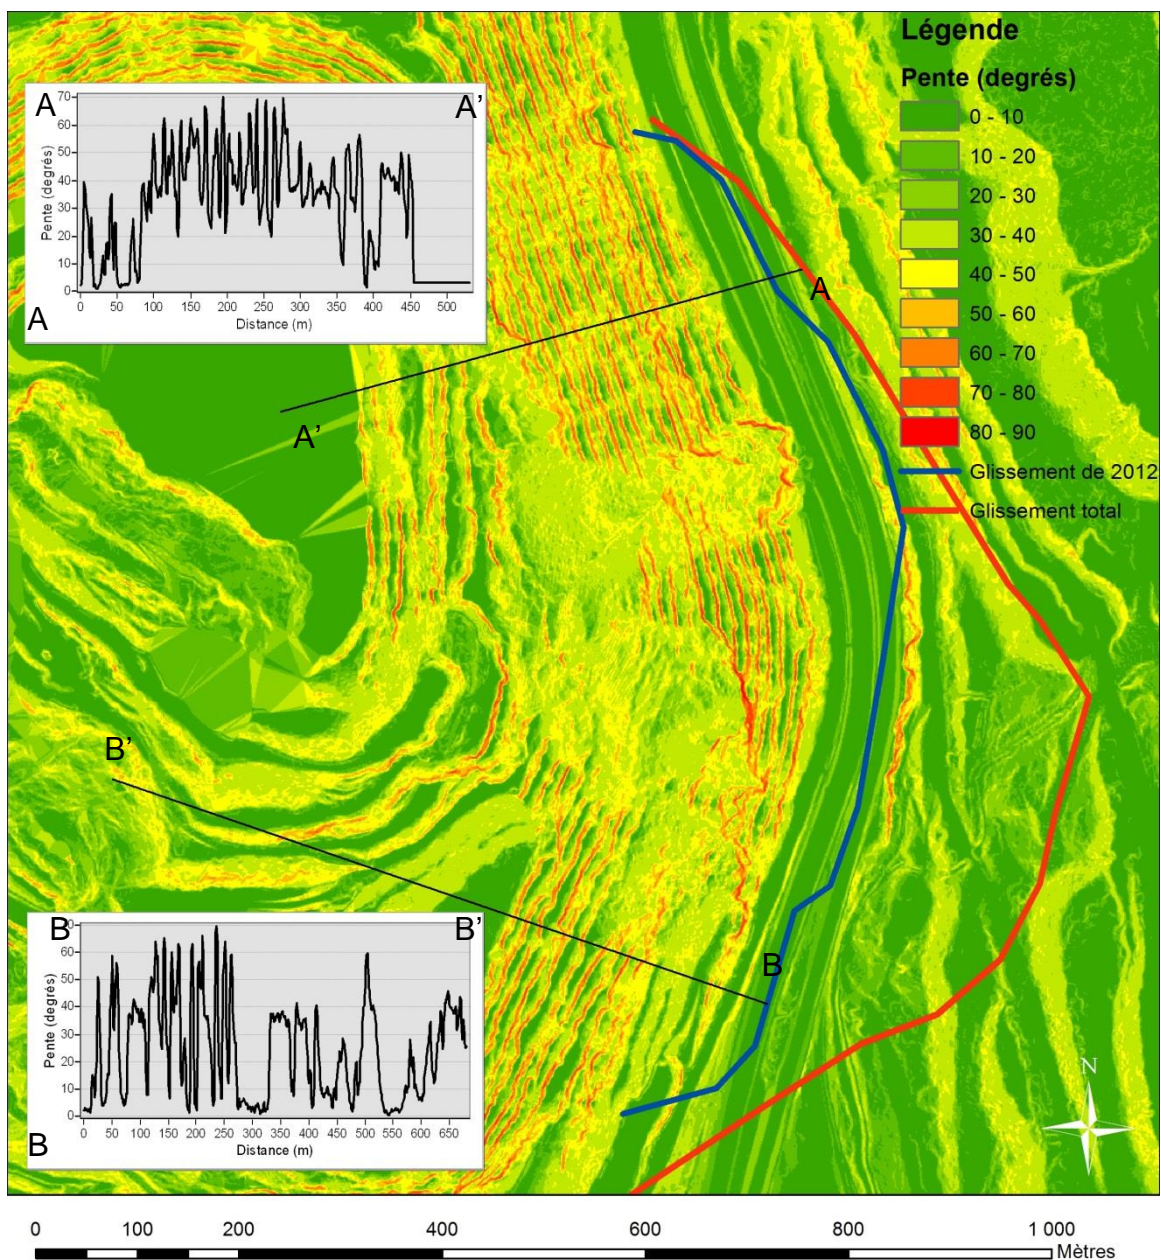 Légende
Pente (degrés)
0 - 10
10 - 20
20 - 30
30 - 40
40 - 50
50 - 60
60 - 70
70 - 80
80 - 90
Glissement de 2012
Glissement total
A A'
70
60
50
40
30
20
10
0
Pente (degrés)
0 50 100 150 200 250 300 350 400 450 500
Distance (m)
A
A
A'
B'
B
B B'
70
60
50
40
30
20
10
0
Pente (degrés)
0 50 100 150 200 250 300 350 400 450 500 550 600 650
Distance (m)
B
N
0 100 200 400 600 800 1 000
Mètres